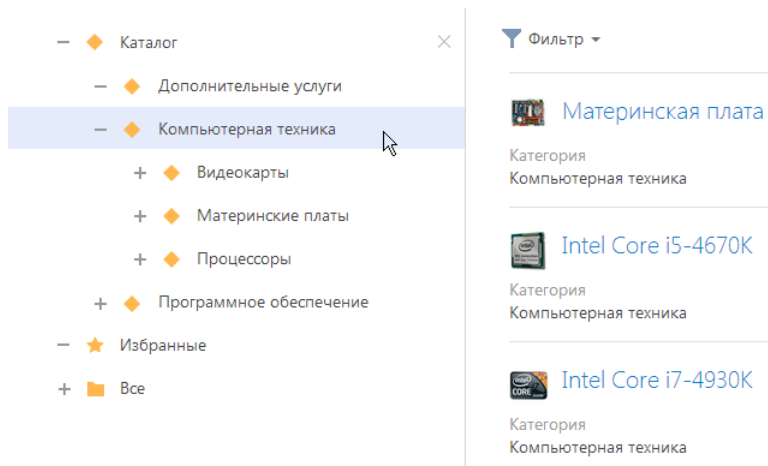 Каталог
Дополнительные услуги
Компьютерная техника
Видеокарты
Материнские платы
Процессоры
Программное обеспечение
Избранные
Все
Фильтр
Материнская плата
Категория
Компьютерная техника
Intel Core i5-4670K
Категория
Компьютерная техника
Intel Core i7-4930K
Категория
Компьютерная техника